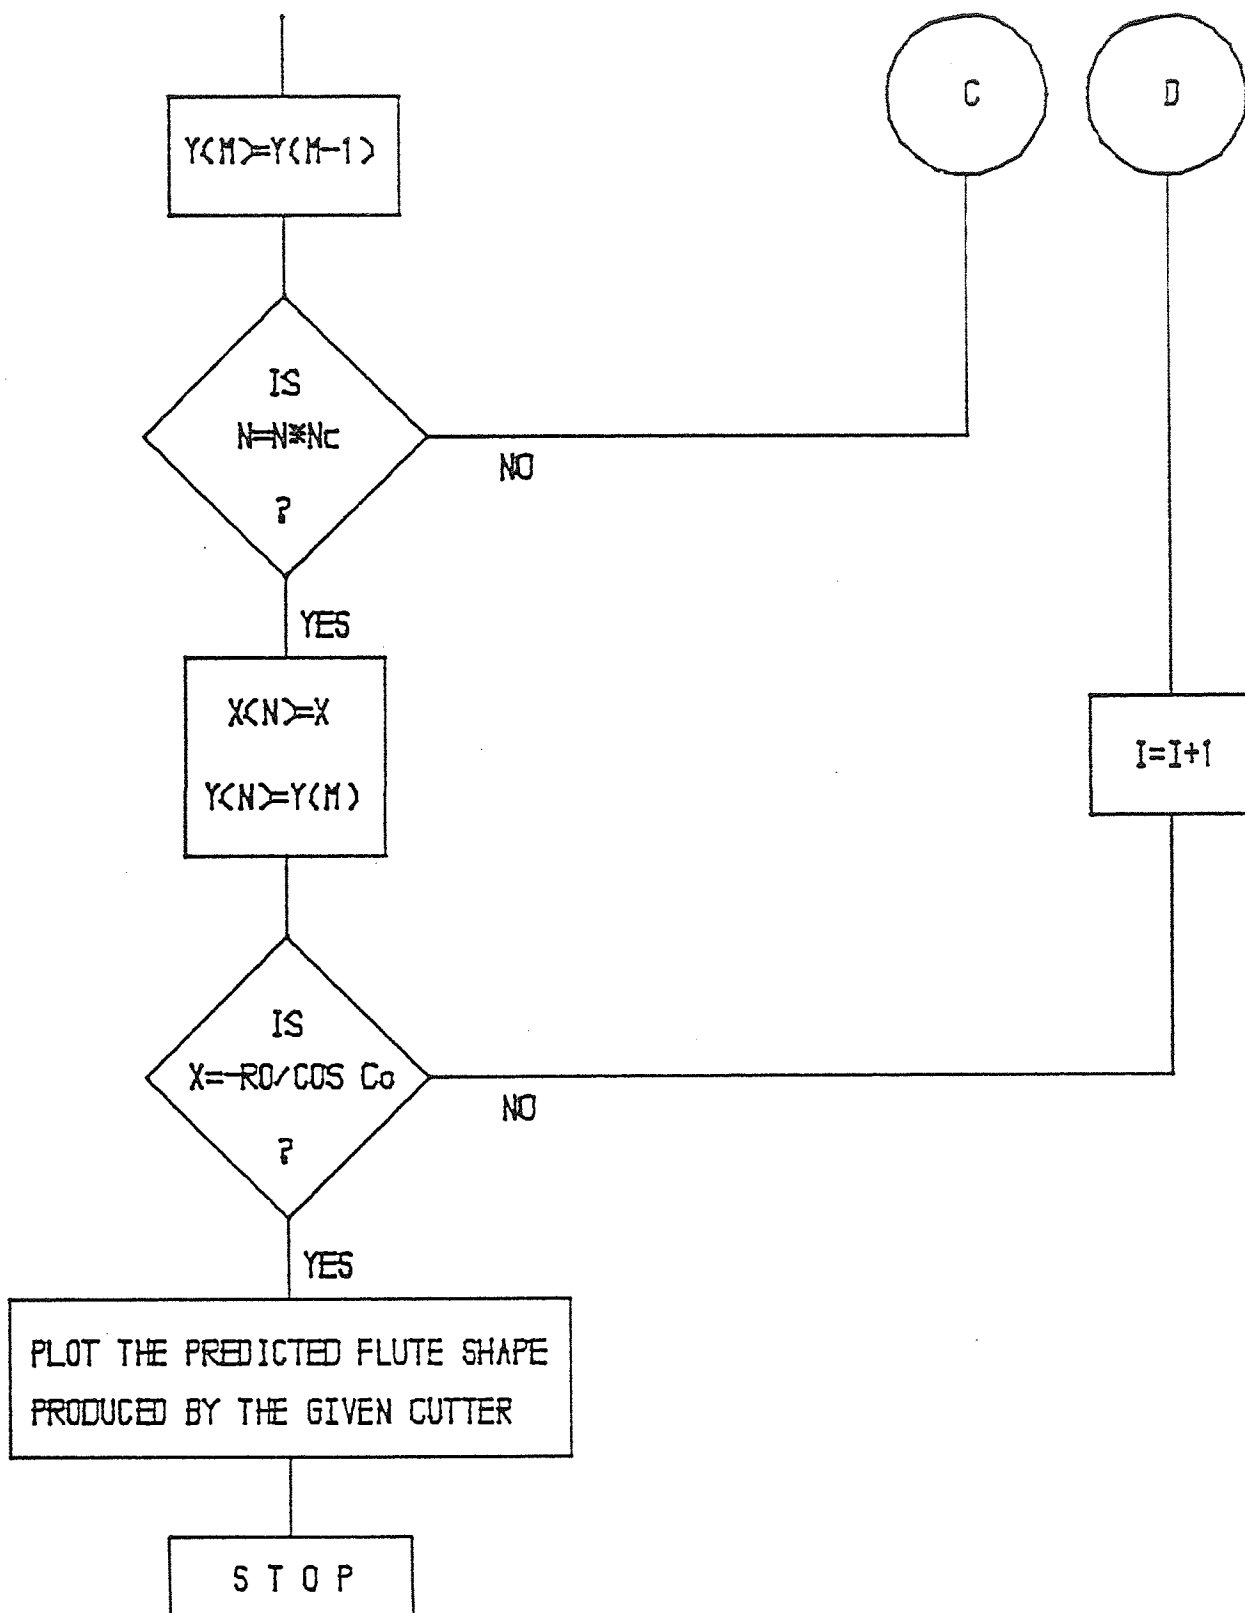 C
D
Y(M)=Y(M-1)
IS
N=N*Nc
?
NO
YES
X(N)=X
Y(N)=Y(M)
I=I+1
IS
X=-RO/COS Co
?
NO
YES
PLOT THE PREDICTED FLUTE SHAPE
PRODUCED BY THE GIVEN CUTTER
S T O P